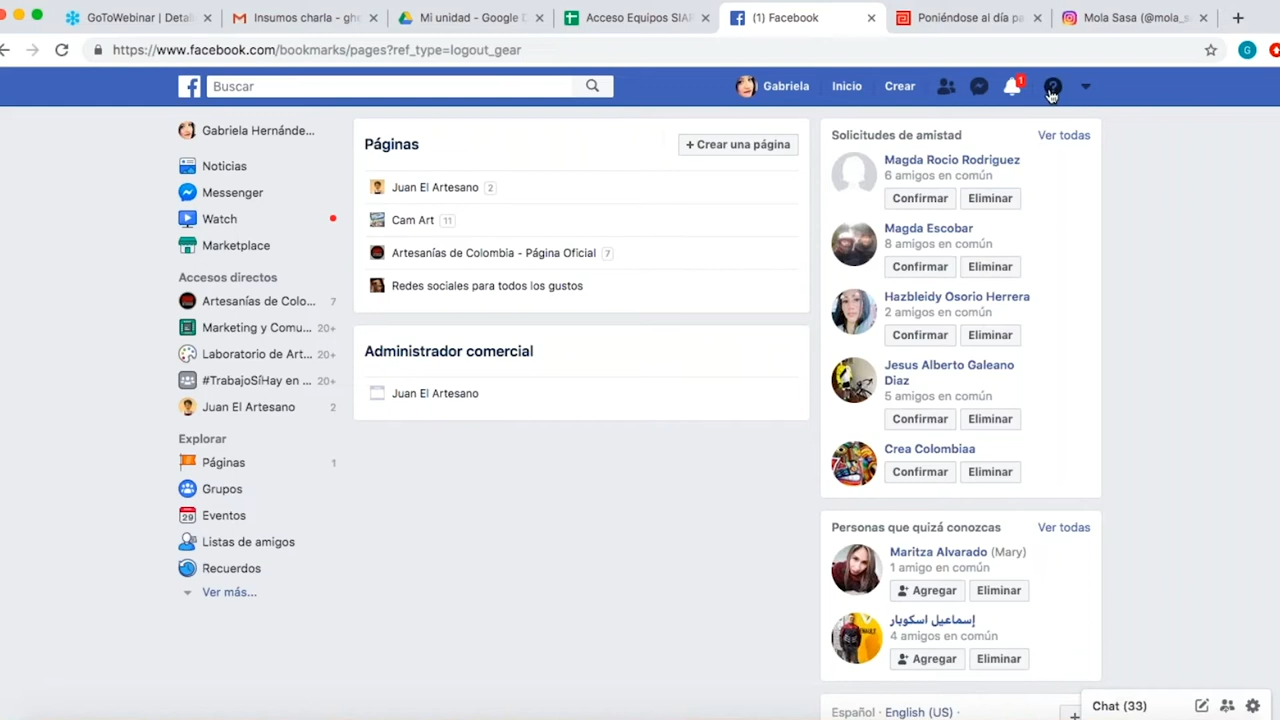 GoToWebinar | Detai
Insumos charla - ghe
Mi unidad - Google D
Acceso Equipos SIAR
(1) Facebook
Poniéndose al día pa
Mola Sasa (@mola_s
https://www.facebook.com/bookmarks/pages?ref_type=logout_gear
G
Buscar
Gabriela
Inicio
Crear
1
Gabriela Hernánde...
Noticias
Messenger
Watch
Marketplace
Accesos directos
Artesanías de Colo... 7
Marketing y Comu... 20+
Laboratorio de Art... 20+
#TrabajoSíHay en ... 20+
Juan El Artesano 2
Explorar
Páginas 1
Grupos
Eventos
Listas de amigos
Recuerdos
Ver más...
Páginas
+ Crear una página
Juan El Artesano 2
Cam Art 11
Artesanías de Colombia - Página Oficial 7
Redes sociales para todos los gustos
Administrador comercial
Juan El Artesano
Solicitudes de amistad Ver todas
Magda Rocio Rodriguez
6 amigos en común
Confirmar Eliminar
Magda Escobar
8 amigos en común
Confirmar Eliminar
Hazbleidy Osorio Herrera
2 amigos en común
Confirmar Eliminar
Jesus Alberto Galeano
Diaz
5 amigos en común
Confirmar Eliminar
Crea Colombiaa
Confirmar Eliminar
Personas que quizá conozcas Ver todas
Maritza Alvarado (Mary)
1 amigo en común
Agregar Eliminar
إسماعيل اسكوبار
4 amigos en común
Agregar Eliminar
Español · English (US) ·
Chat (33)